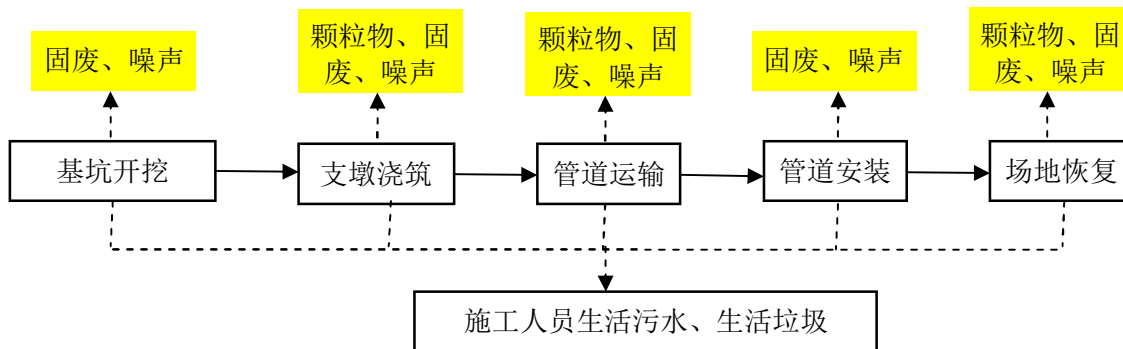 固废、噪声
颗粒物、固
废、噪声
颗粒物、固
废、噪声
固废、噪声
颗粒物、固
废、噪声
基坑开挖
支墩浇筑
管道运输
管道安装
场地恢复
施工人员生活污水、生活垃圾